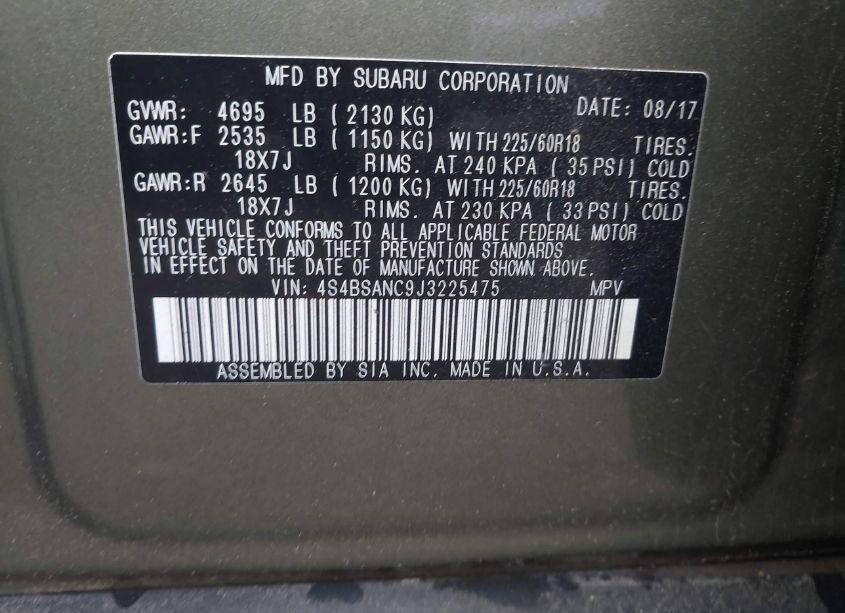 MFD BY SUBARU CORPORATION
GVWR: 4695 LB ( 2130 KG) DATE: 08/17
GAWR:F 2535 LB ( 1150 KG) WITH 225/60R18 TIRES.
18X7J RIMS. AT 240 KPA ( 35 PSI) COLD
GAWR:R 2645 LB ( 1200 KG) WITH 225/60R18 TIRES.
18X7J RIMS. AT 230 KPA ( 33 PSI) COLD
THIS VEHICLE CONFORMS TO ALL APPLICABLE FEDERAL MOTOR
VEHICLE SAFETY AND THEFT PREVENTION STANDARDS
IN EFFECT ON THE DATE OF MANUFACTURE SHOWN ABOVE.
VIN: 4S4BSANC9J3225475 MPV
ASSEMBLED BY SIA INC. MADE IN U.S.A.